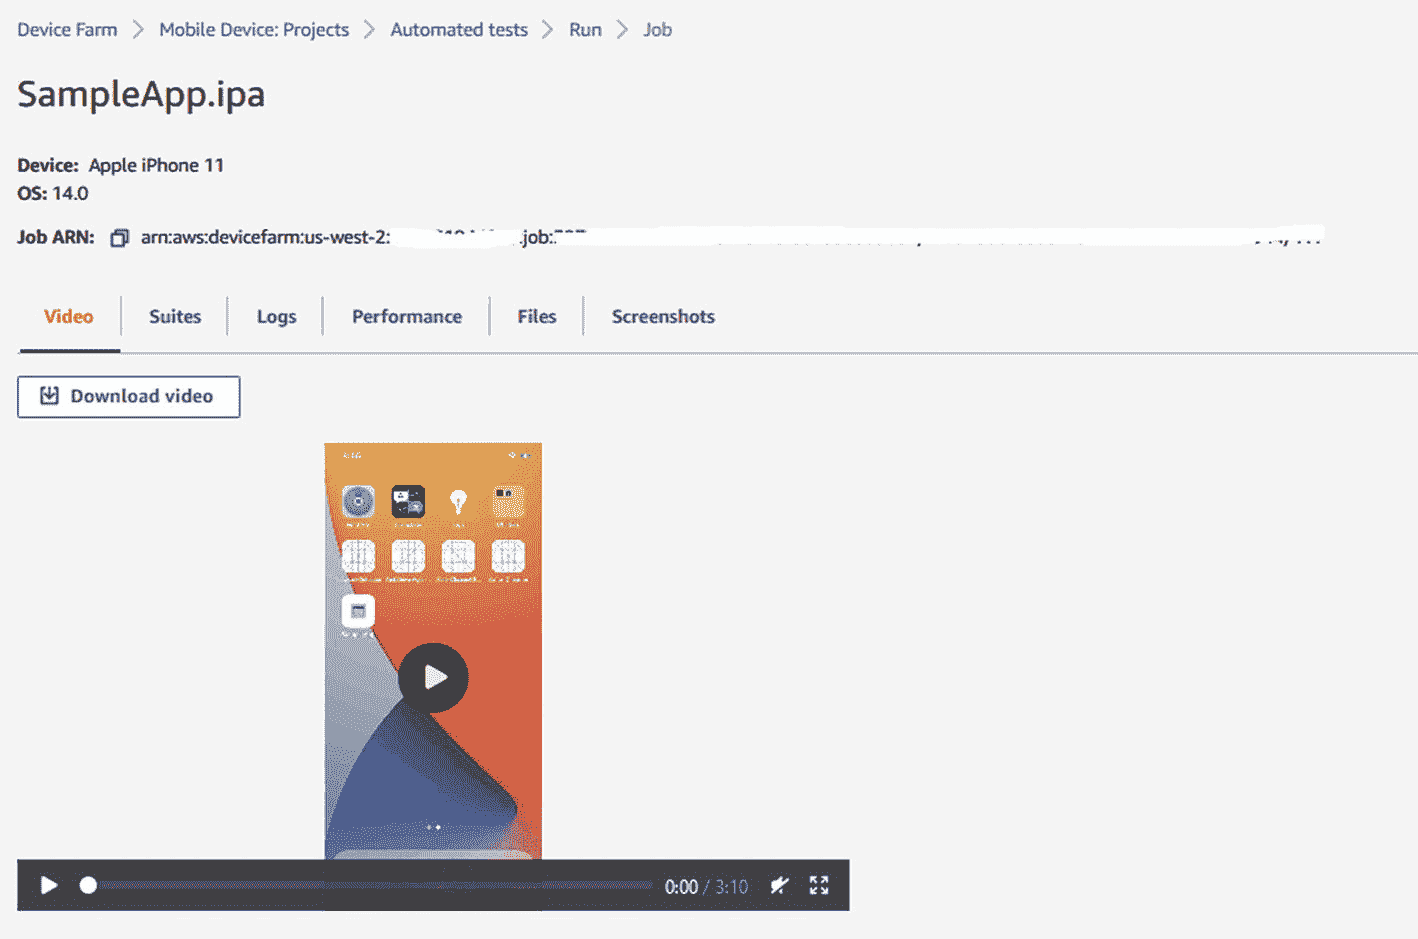 Device Farm Mobile Device: Projects Automated tests Run Job
SampleApp.ipa
Device: Apple iPhone 11
OS: 14.0
Job ARN: arn:aws:devicefarm:us-west-2: job:
Video Suites Logs Performance Files Screenshots
Download video
0:00 / 3:10